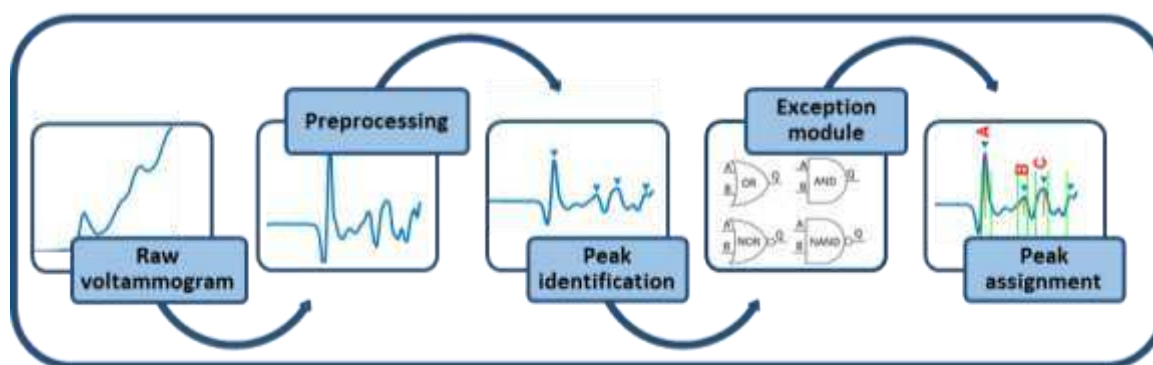 Raw
voltammogram
Preprocessing
Peak
identification
Exception
module
A
B
OR
Q
A
B
AND
Q
A
B
NOR
Q
A
B
NAND
Q
A
B
C
Peak
assignment